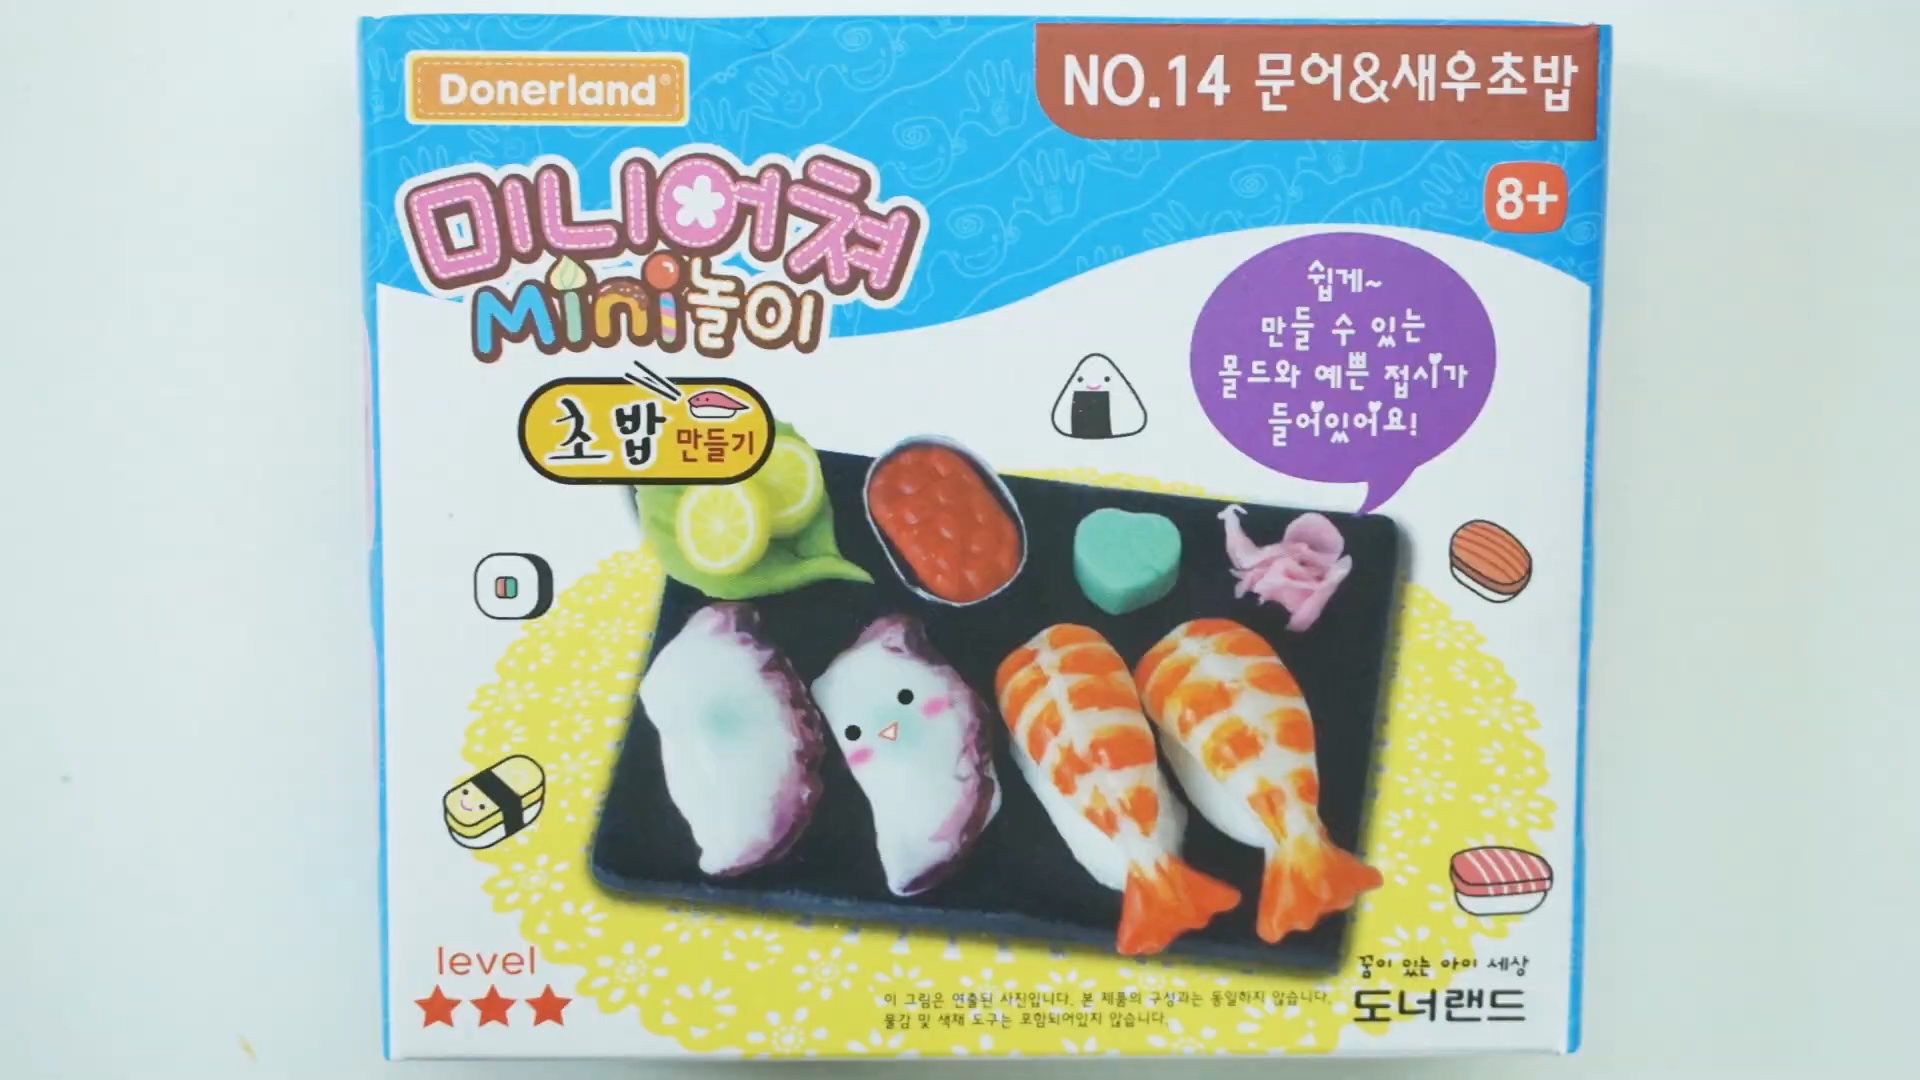 Donerland®
NO.14 문어&새우초밥
8+
미니어쳐
Mini놀이
초밥 만들기
쉽게~
만들 수 있는
몰드와 예쁜 접시가
들어있어요!
level
이 그림은 연출된 사진입니다. 본 제품의 구성과는 동일하지 않습니다.
물감 및 색채 도구는 포함되어있지 않습니다.
꿈이 있는 아이 세상
도너랜드